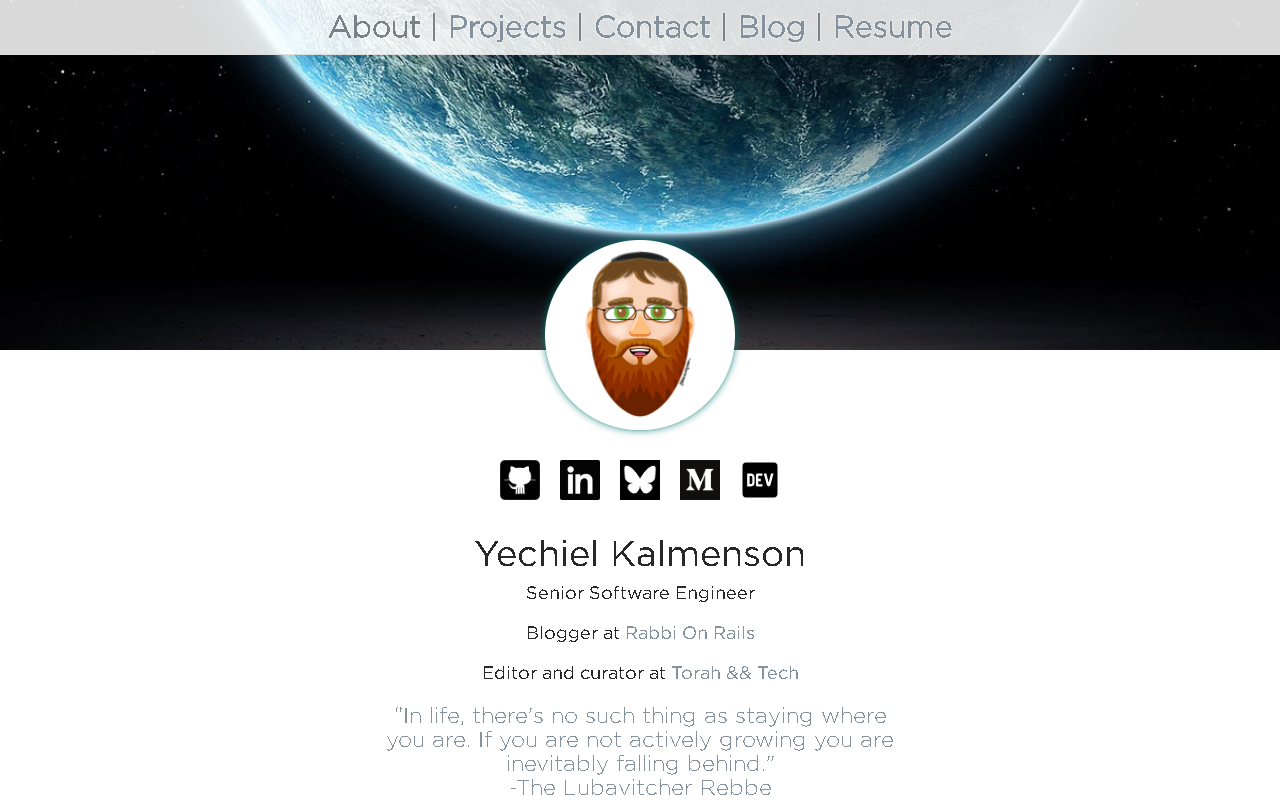 About | Projects | Contact | Blog | Resume
in M DEV
Yechiel Kalmenson
Senior Software Engineer
Blogger at Rabbi On Rails
Editor and curator at Torah && Tech
"In life, there's no such thing as staying where
you are. If you are not actively growing you are
inevitably falling behind."
-The Lubavitcher Rebbe